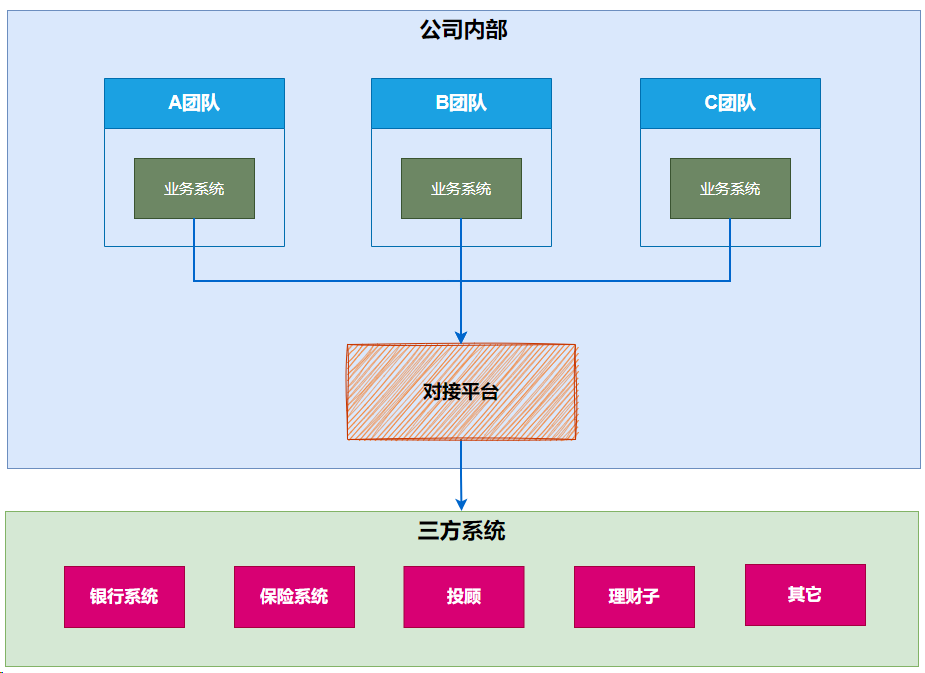 公司内部
A团队
B团队
C团队
业务系统
业务系统
业务系统
对接平台
三方系统
银行系统
保险系统
投顾
理财子
其它